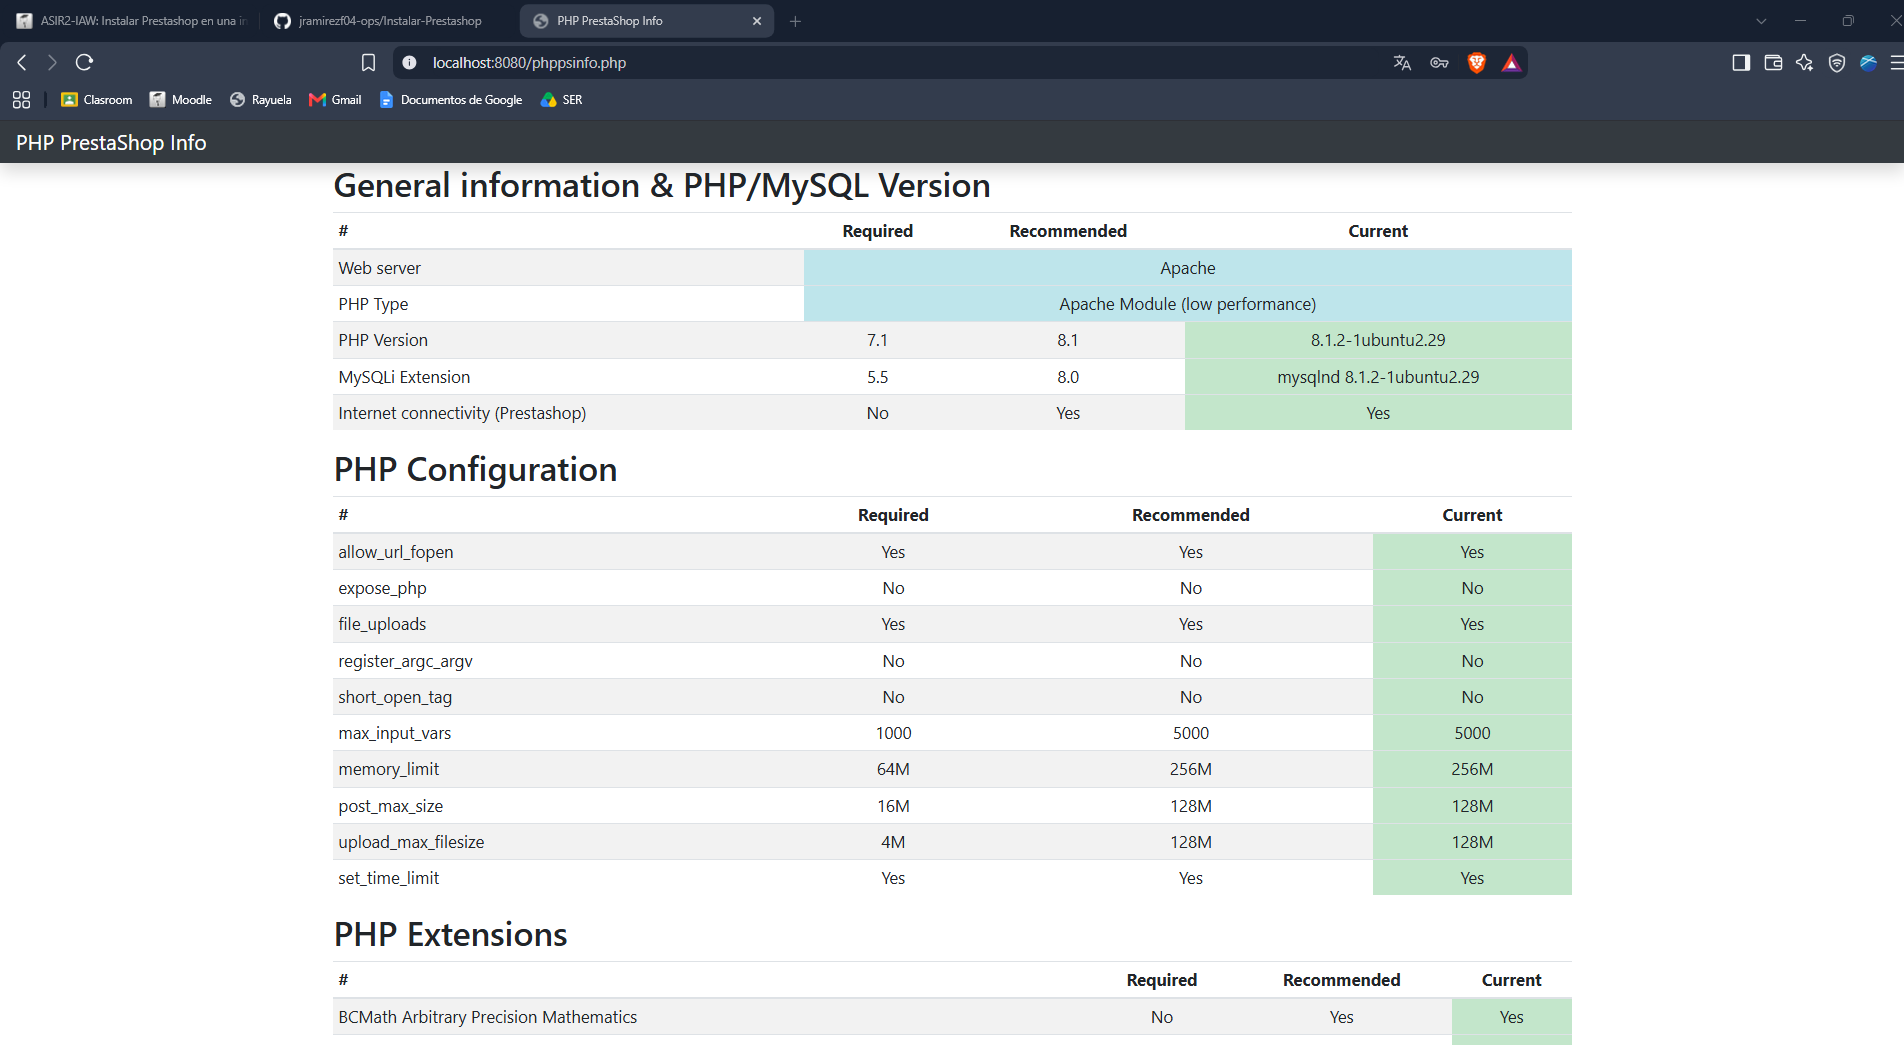 ASIR2-IAW: Instalar Prestashop en una in
jramirezf04-ops/Instalar-Prestashop
PHP PrestaShop Info
localhost:8080/phppsinfo.php
Clasroom
Moodle
Rayuela
Gmail
Documentos de Google
SER
PHP PrestaShop Info
General information & PHP/MySQL Version
# Required Recommended Current
Web server Apache
PHP Type Apache Module (low performance)
PHP Version 7.1 8.1 8.1.2-1ubuntu2.29
MySQLi Extension 5.5 8.0 mysqlnd 8.1.2-1ubuntu2.29
Internet connectivity (Prestashop) No Yes Yes
PHP Configuration
# Required Recommended Current
allow_url_fopen Yes Yes Yes
expose_php No No No
file_uploads Yes Yes Yes
register_argc_argv No No No
short_open_tag No No No
max_input_vars 1000 5000 5000
memory_limit 64M 256M 256M
post_max_size 16M 128M 128M
upload_max_filesize 4M 128M 128M
set_time_limit Yes Yes Yes
PHP Extensions
# Required Recommended Current
BCMath Arbitrary Precision Mathematics No Yes Yes